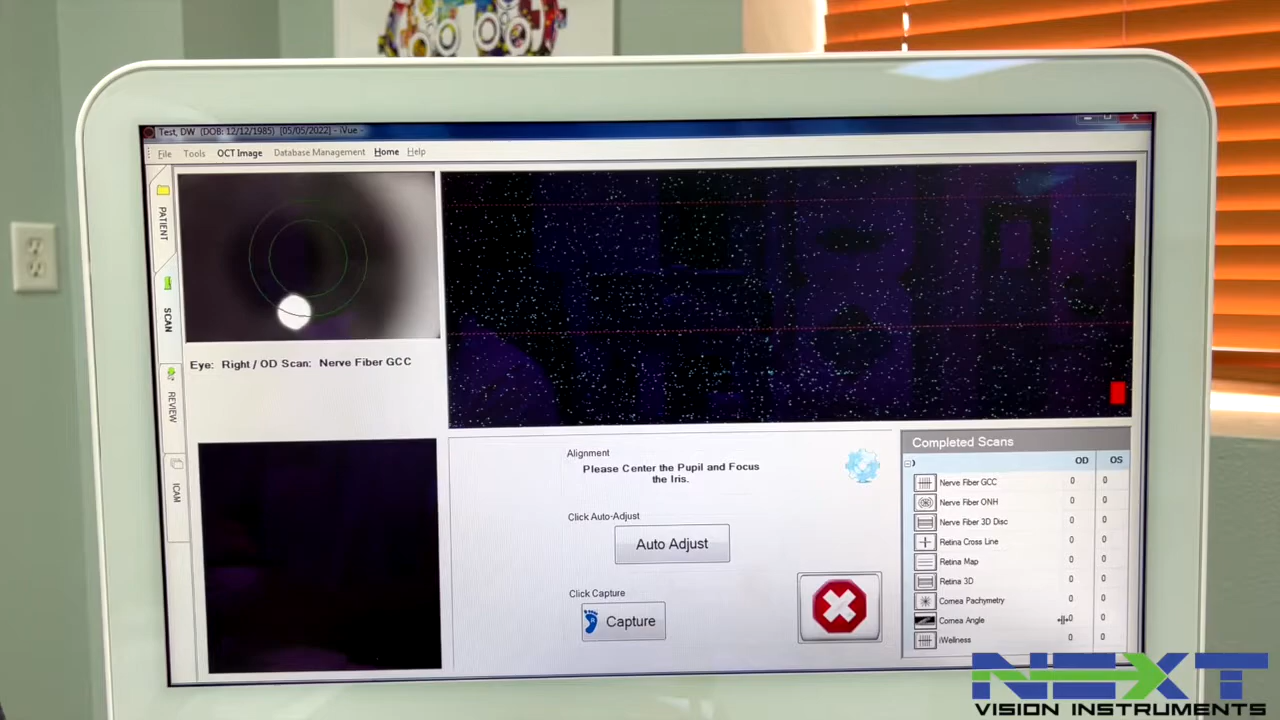 Test, DW (DOB: 12/12/1985) [05/05/2022] - iVue -
File Tools OCT Image Database Management Home Help
PATIENT
SCAN
REVIEW
ICAM
Eye: Right / OD Scan: Nerve Fiber GCC
Alignment
Please Center the Pupil and Focus
the Iris.
Click Auto-Adjust
Auto Adjust
Click Capture
Capture
Completed Scans
OD OS
Nerve Fiber GCC 0 0
Nerve Fiber ONH 0 0
Nerve Fiber 3D Disc 0 0
Retina Cross Line 0 0
Retina Map 0 0
Retina 3D 0 0
Cornea Pachymetry 0 0
Cornea Angle 0 0
iWellness 0 0
NEXT
VISION INSTRUMENTS